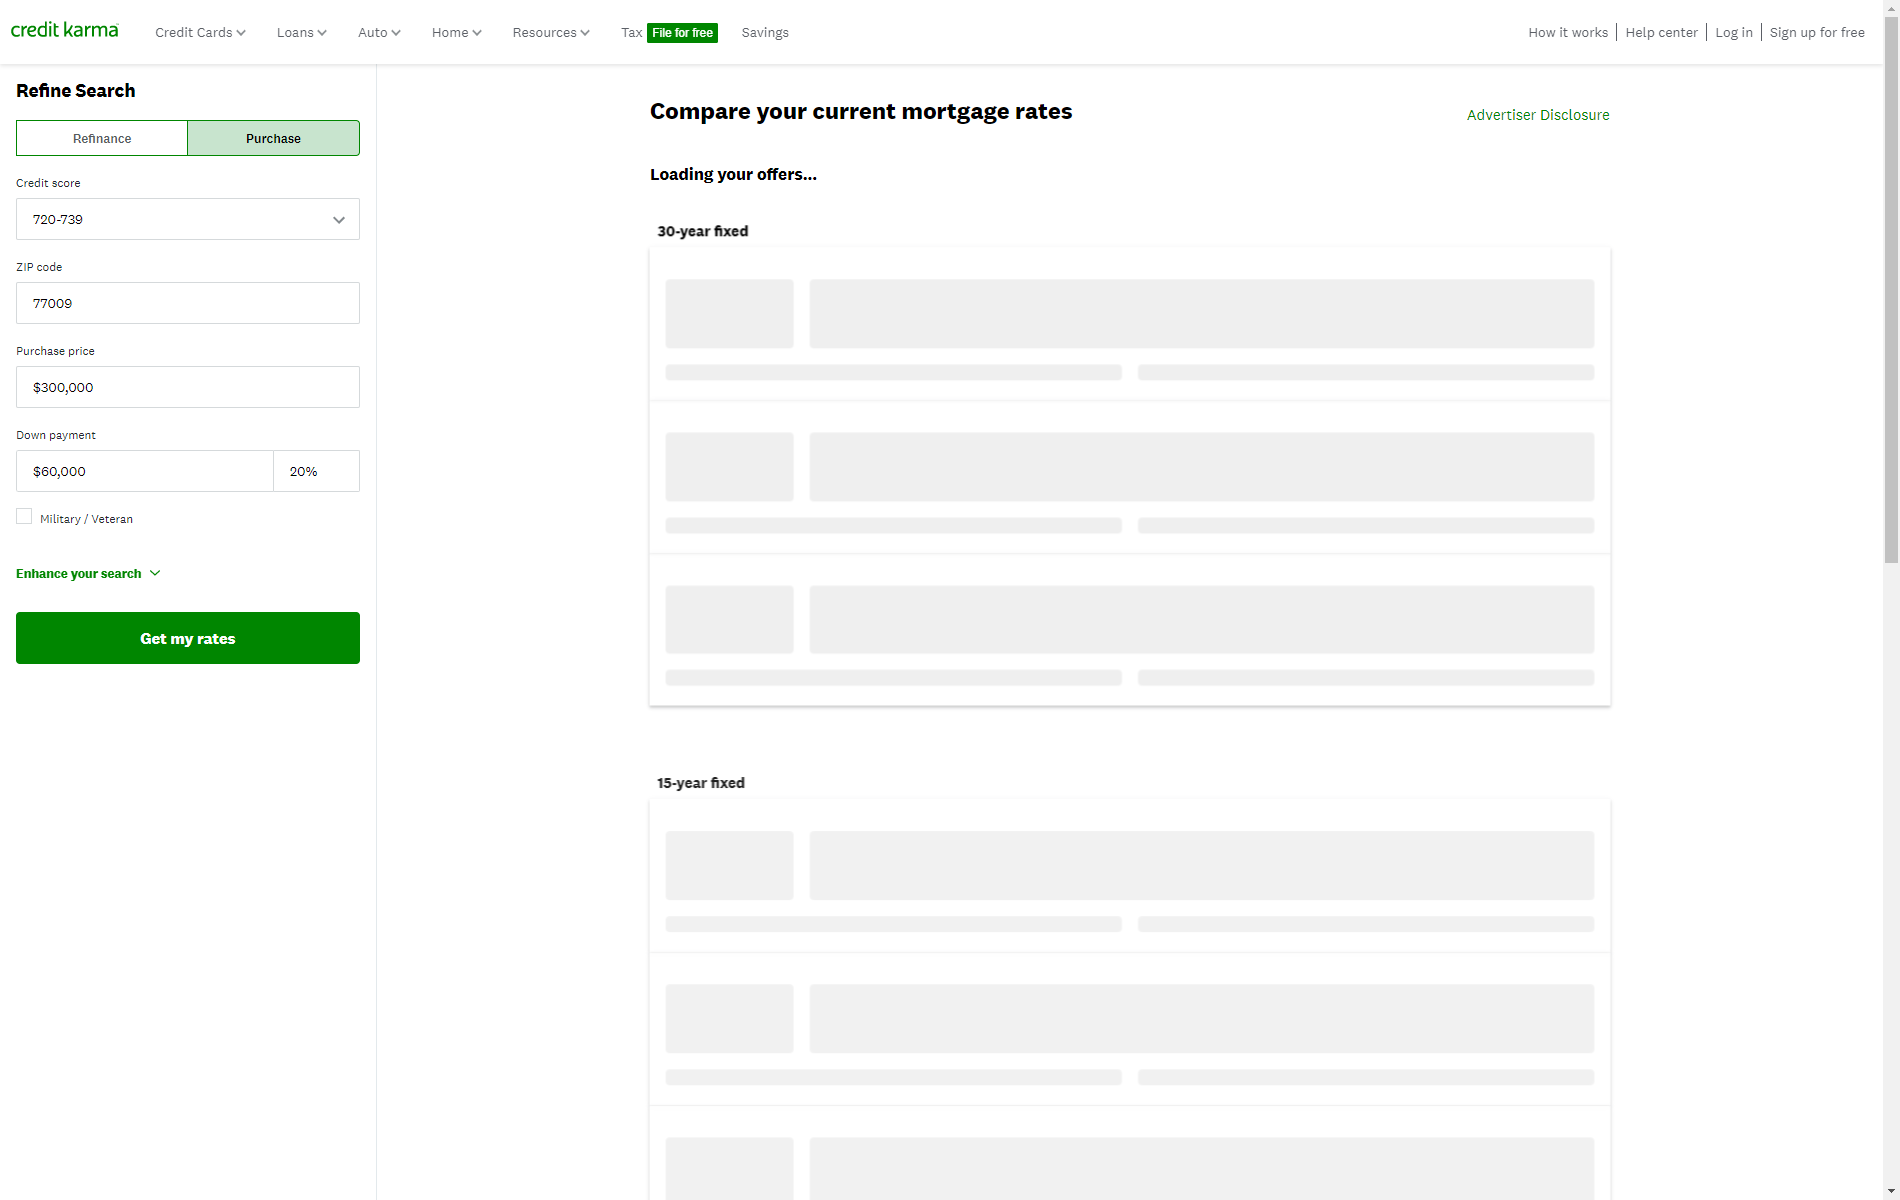 credit karma
Credit Cards
Loans
Auto
Home
Resources
Tax File for free
Savings
How it works
Help center
Log in
Sign up for free
Refine Search
Refinance
Purchase
Credit score
720-739
ZIP code
77009
Purchase price
$300,000
Down payment
$60,000
20%
Military / Veteran
Enhance your search
Get my rates
Compare your current mortgage rates
Advertiser Disclosure
Loading your offers...
30-year fixed
15-year fixed